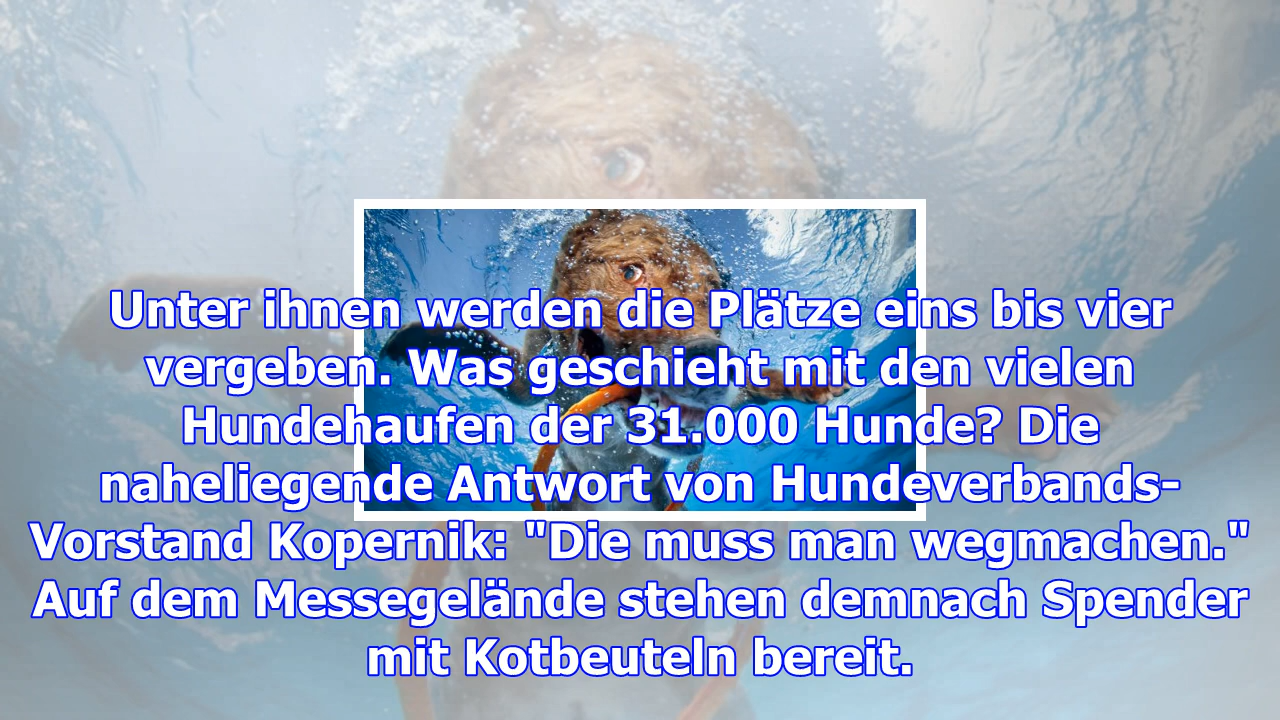 Unter ihnen werden die Plätze eins bis vier
vergeben. Was geschieht mit den vielen
Hundehaufen der 31.000 Hunde? Die
naheliegende Antwort von Hundeverbands-
Vorstand Kopernik: "Die muss man wegmachen."
Auf dem Messegelände stehen demnach Spender
mit Kotbeuteln bereit.